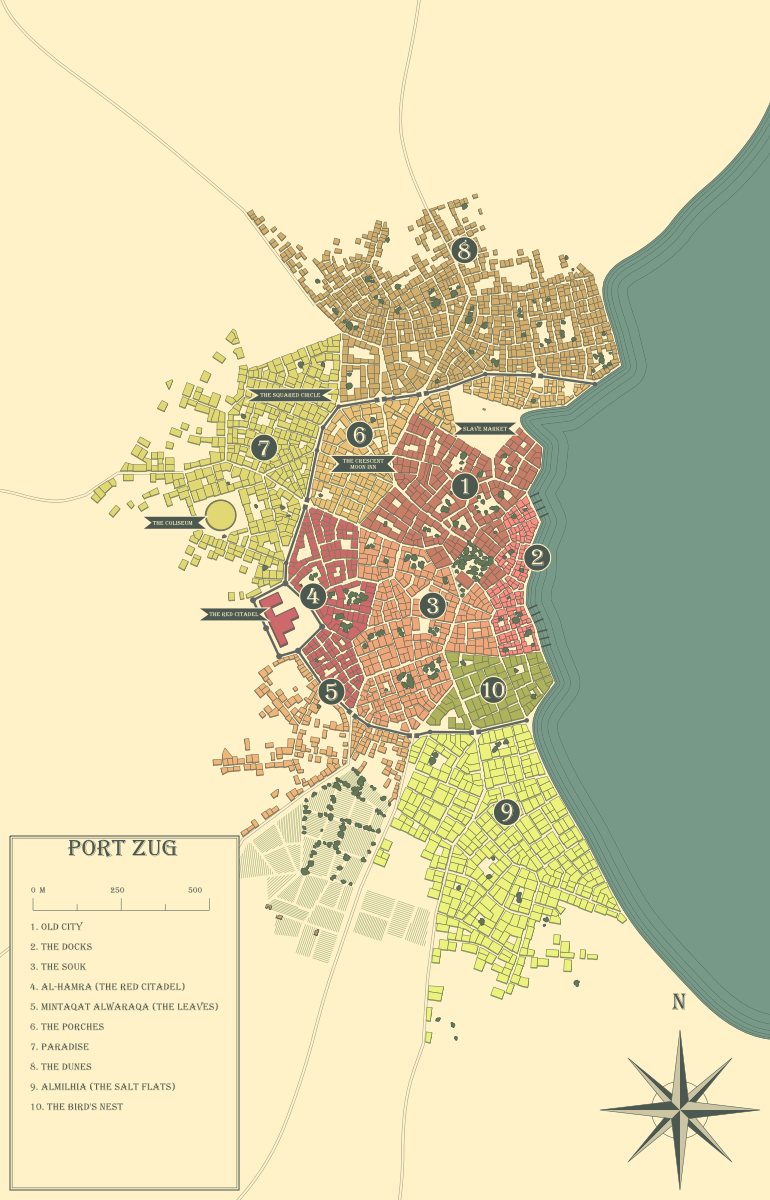 8
THE SQUARED CIRCLE
6
SLAVE MARKET
7
THE CRESCENT
MOON INN
1
THE COLISEUM
2
4
3
THE RED CITADEL
5
10
9
PORT ZUG
0 M 250 500
1. OLD CITY
2. THE DOCKS
3. THE SOUK
4. AL-HAMRA (THE RED CITADEL)
5. MINTAQAT ALWARAQA (THE LEAVES)
6. THE PORCHES
7. PARADISE
8. THE DUNES
9. ALMILHIA (THE SALT FLATS)
10. THE BIRD'S NEST
N